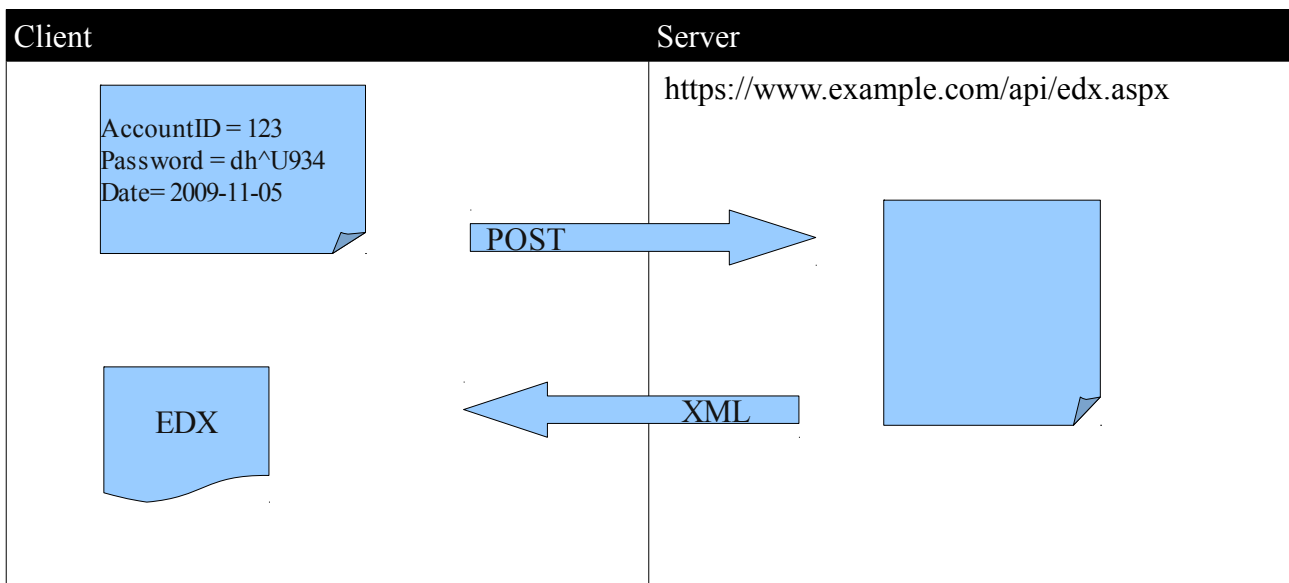 Client
Server
https://www.example.com/api/edx.aspx
AccountID = 123
Password = dh^U934
Date= 2009-11-05
POST
XML
EDX